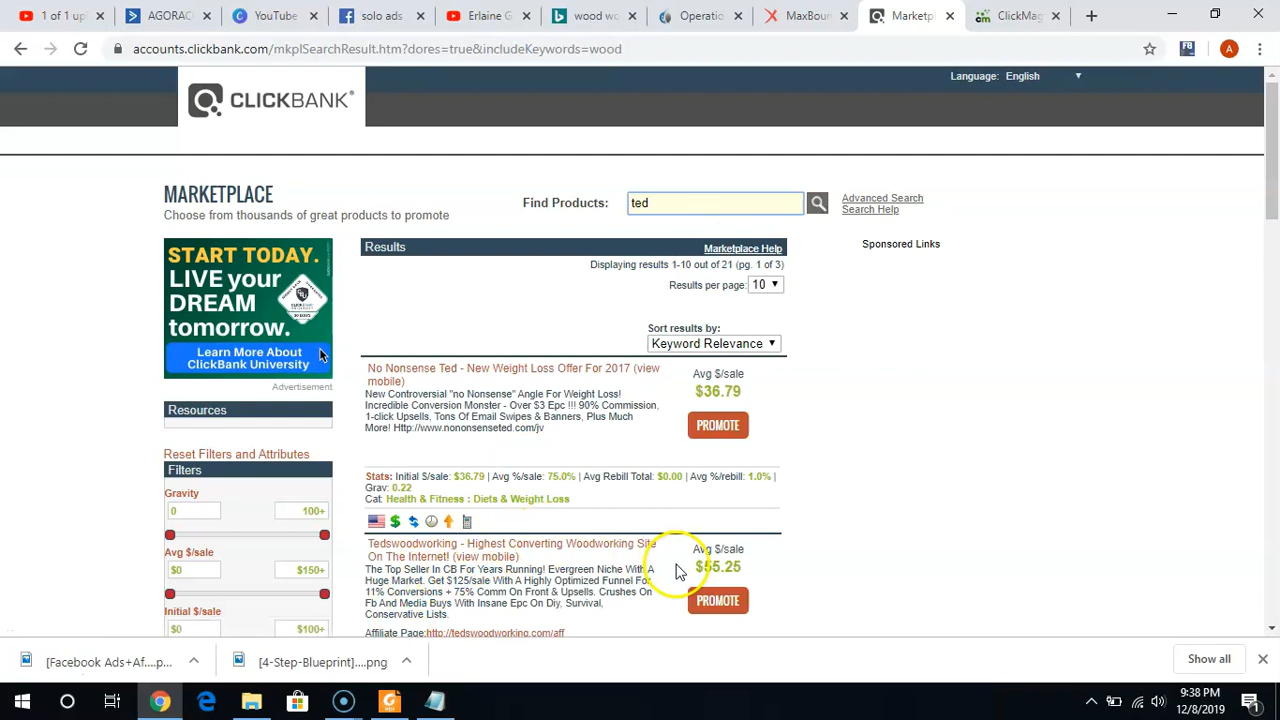 1 of 1 up
AGORAC
YouTube
solo ads
Erlaine G
wood wo
Operatio
MaxBour
Marketpl
ClickMag
accounts.clickbank.com/mkplSearchResult.htm?dores=true&includeKeywords=wood
F8
A
Language: English
CLICKBANK
MARKETPLACE
Choose from thousands of great products to promote
Find Products:
ted
Advanced Search
Search Help
START TODAY.
LIVE your
DREAM
tomorrow.
Learn More About
ClickBank University
Advertisement
Resources
Reset Filters and Attributes
Filters
Gravity
0
100+
Avg $/sale
$0
$150+
Initial $/sale
$0
$100+
Results
Marketplace Help
Displaying results 1-10 out of 21 (pg. 1 of 3)
Results per page: 10
Sort results by:
Keyword Relevance
No Nonsense Ted - New Weight Loss Offer For 2017 (view
mobile)
New Controversial "no Nonsense" Angle For Weight Loss!
Incredible Conversion Monster - Over $3 Epc !!! 90% Commission,
1-click Upsells, Tons Of Email Swipes & Banners, Plus Much
More! Http://www.nononsenseted.com/jv
Avg $/sale
$36.79
PROMOTE
Stats: Initial $/sale: $36.79 | Avg %/sale: 75.0% | Avg Rebill Total: $0.00 | Avg %/rebill: 1.0% |
Grav: 0.22
Cat: Health & Fitness : Diets & Weight Loss
Tedswoodworking - Highest Converting Woodworking Site
On The Internet! (view mobile)
The Top Seller In CB For Years Running! Evergreen Niche With A
Huge Market. Get $125/sale With A Highly Optimized Funnel For
11% Conversions + 75% Comm On Front & Upsells. Crushes On
Fb And Media Buys With Insane Epc On Diy, Survival,
Conservative Lists.
Affiliate Page:http://tedswoodworking.com/aff
Avg $/sale
$55.25
PROMOTE
Sponsored Links
[Facebook Ads+Af....p...
[4-Step-Blueprint]....png
Show all
9:38 PM
12/8/2019
1